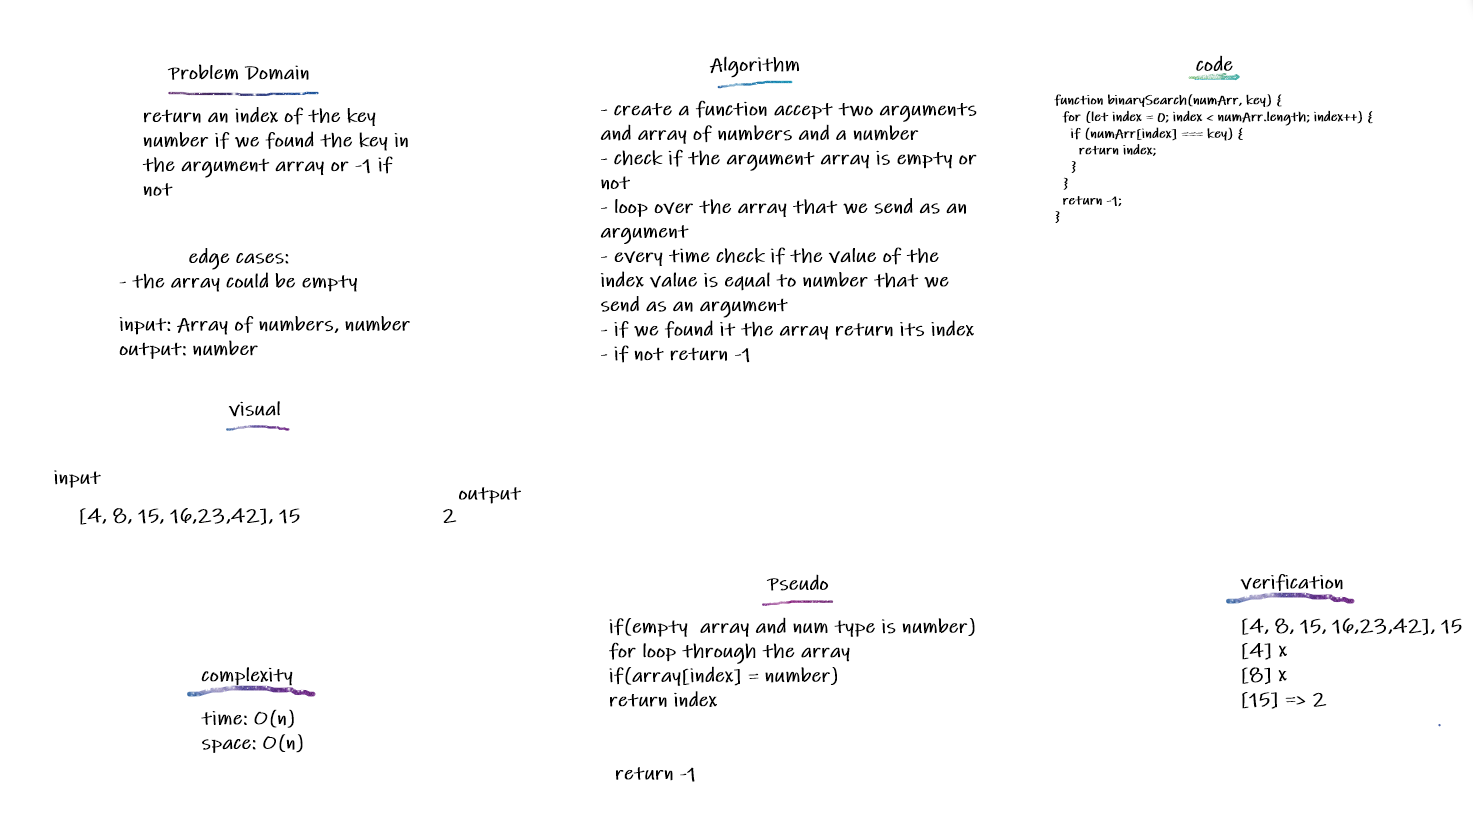 Problem Domain
return an index of the key
number if we found the key in
the argument array or -1 if
not
edge cases:
- the array could be empty
input: Array of numbers, number
output: number
visual
input
[4, 8, 15, 16,23,42], 15
output
2
complexity
time: O(n)
space: O(n)
Algorithm
- create a function accept two arguments
and array of numbers and a number
- check if the argument array is empty or
not
- loop over the array that we send as an
argument
- every time check if the value of the
index value is equal to number that we
send as an argument
- if we found it the array return its index
- if not return -1
Pseudo
if(empty  array and num type is number)
for loop through the array
if(array[index] = number)
return index
return -1
code
function binarySearch(numArr, key) {
for (let index = 0; index < numArr.length; index++) {
if (numArr[index] === key) {
return index;
}
}
return -1;
}
verification
[4, 8, 15, 16,23,42], 15
[4] x
[8] x
[15] => 2